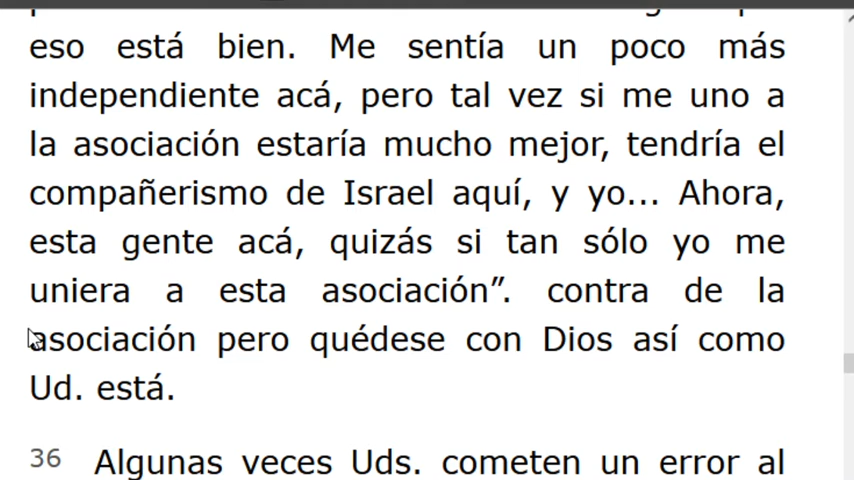 eso está bien. Me sentía un poco más
independiente acá, pero tal vez si me uno a
la asociación estaría mucho mejor, tendría el
compañerismo de Israel aquí, y yo... Ahora,
esta gente acá, quizás si tan sólo yo me
uniera a esta asociación”. contra de la
asociación pero quédese con Dios así como
Ud. está.
36 Algunas veces Uds. cometen un error al